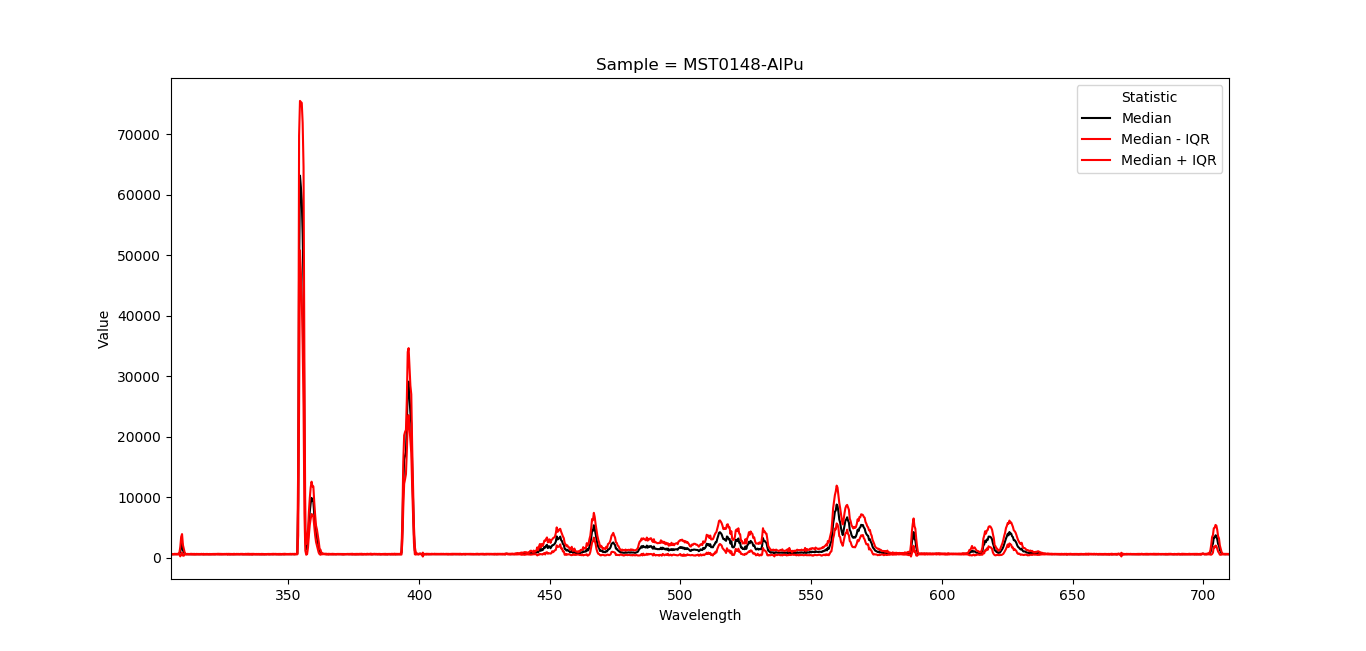 Sample = MST0148-AlPu
Statistic
Median
Median - IQR
Median + IQR
Value
70000
60000
50000
40000
30000
20000
10000
0
350 400 450 500 550 600 650 700
Wavelength